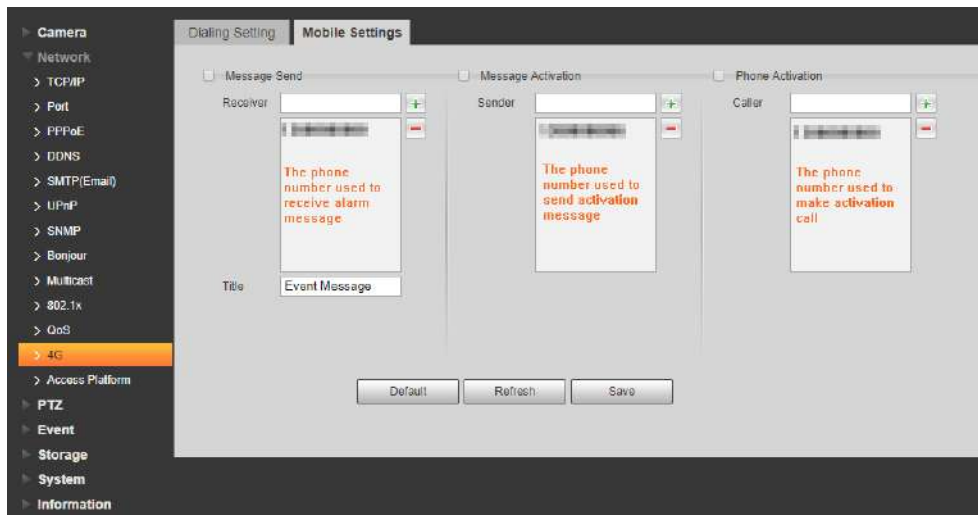 Camera
Network
TCP/IP
Port
PPPoE
DDNS
SMTP(Email)
UPnP
SNMP
Bonjour
Multicast
802.1x
QoS
4G
Access Platform
PTZ
Event
Storage
System
Information
Dialing Setting
Mobile Settings
Message Send
Receiver
The phone
number used to
receive alarm
message
Title
Event Message
Message Activation
Sender
The phone
number used to
send activation
message
Phone Activation
Caller
The phone
number used to
make activation
call
Default
Refresh
Save